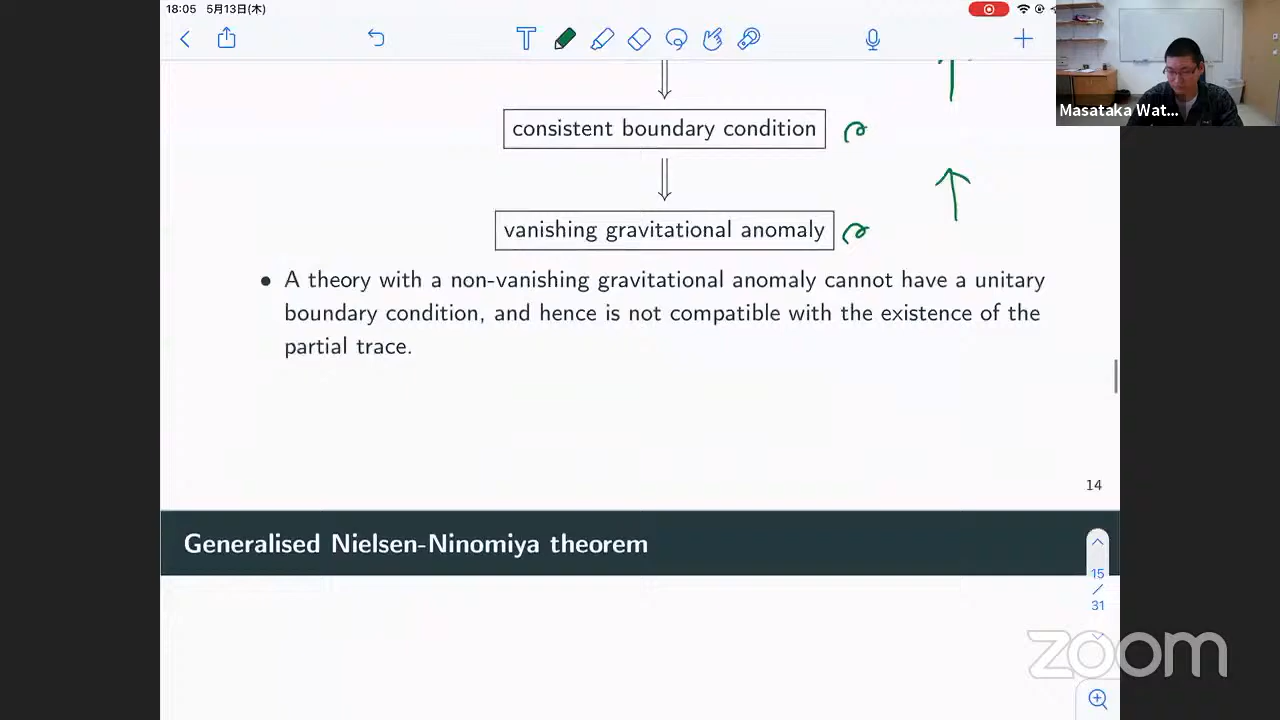 18:05 5月13日(木)
consistent boundary condition
vanishing gravitational anomaly
• A theory with a non-vanishing gravitational anomaly cannot have a unitary
boundary condition, and hence is not compatible with the existence of the
partial trace.
14
Generalised Nielsen-Ninomiya theorem
15
/
31
Masataka Wat...
zoom